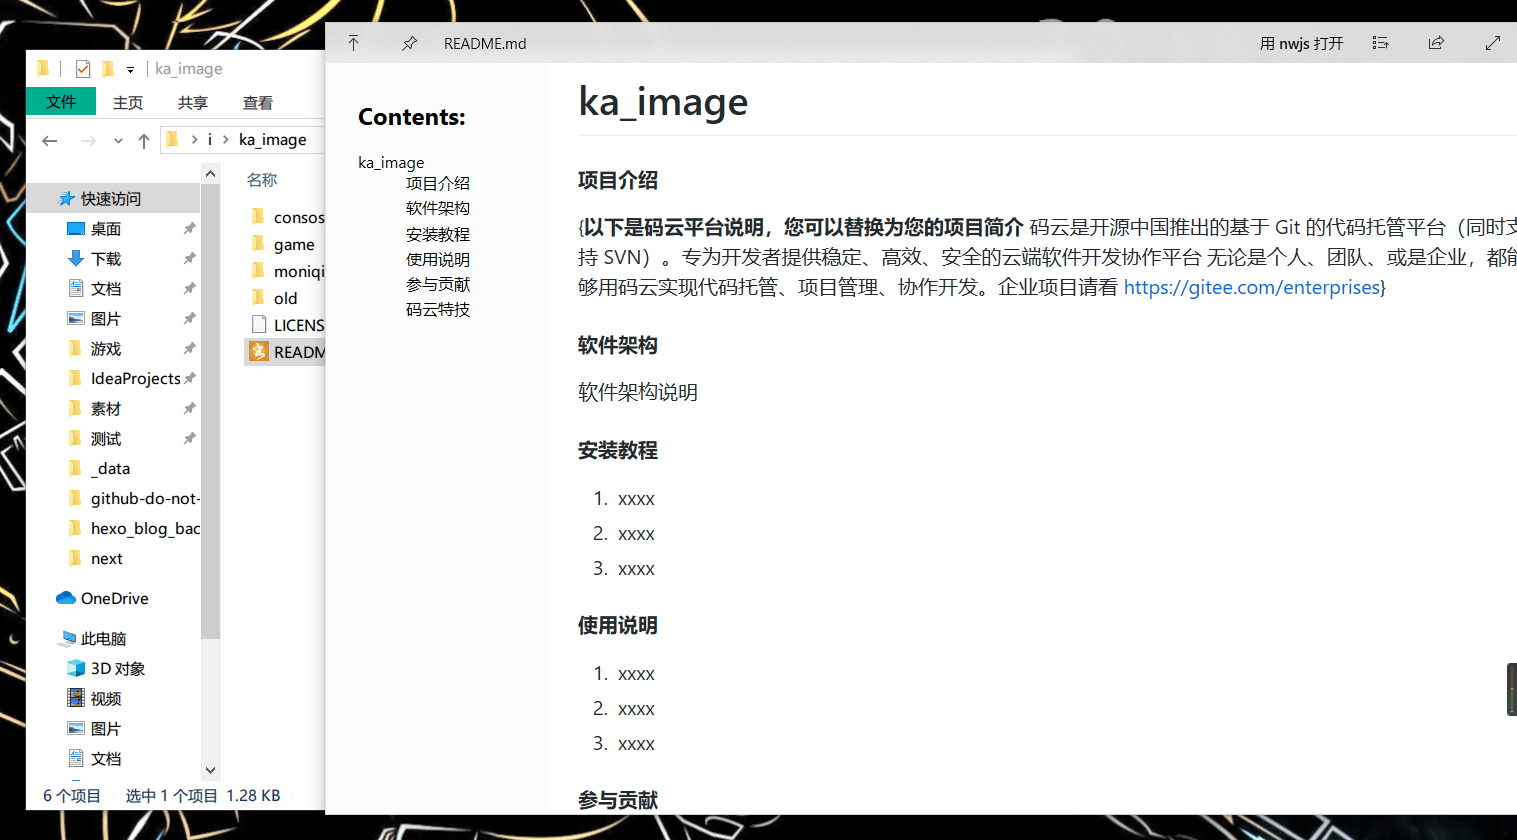 ka_image
文件
主页
共享
查看
i
ka_image
快速访问
桌面
下载
文档
图片
游戏
IdeaProjects
素材
测试
_data
github-do-not-
hexo_blog_bac
next
OneDrive
此电脑
3D 对象
视频
图片
文档
名称
consos
game
moniqi
old
LICENS
READM
6 个项目
选中 1 个项目 1.28 KB
README.md
用 nwjs 打开
Contents:
ka_image
项目介绍
软件架构
安装教程
使用说明
参与贡献
码云特技
ka_image
项目介绍
{以下是码云平台说明，您可以替换为您的项目简介 码云是开源中国推出的基于 Git 的代码托管平台（同时支
持 SVN）。专为开发者提供稳定、高效、安全的云端软件开发协作平台 无论是个人、团队、或是企业，都能
够用码云实现代码托管、项目管理、协作开发。企业项目请看 https://gitee.com/enterprises}
软件架构
软件架构说明
安装教程
1. xxxx
2. xxxx
3. xxxx
使用说明
1. xxxx
2. xxxx
3. xxxx
参与贡献